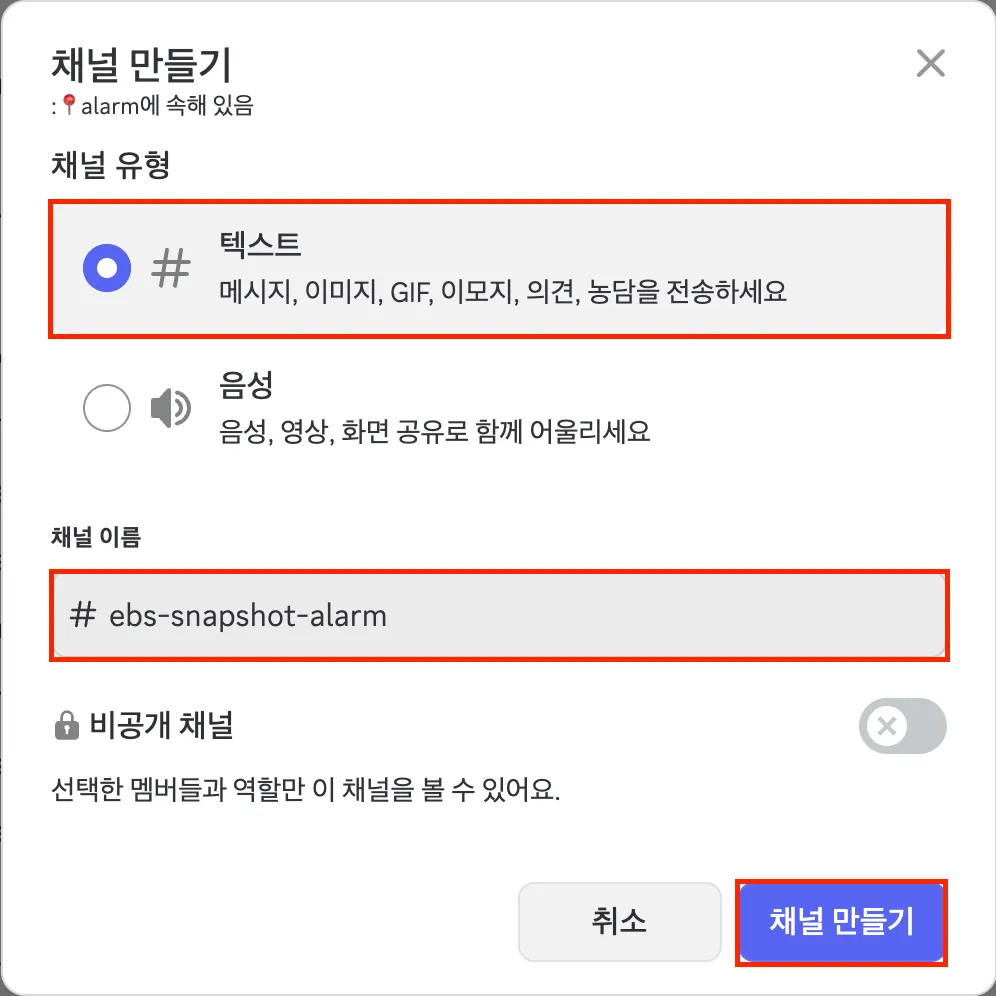 채널 만들기
:📍alarm에 속해 있음
채널 유형
텍스트
메시지, 이미지, GIF, 이모지, 의견, 농담을 전송하세요
음성
음성, 영상, 화면 공유로 함께 어울리세요
채널 이름
# ebs-snapshot-alarm
비공개 채널
선택한 멤버들과 역할만 이 채널을 볼 수 있어요.
취소
채널 만들기